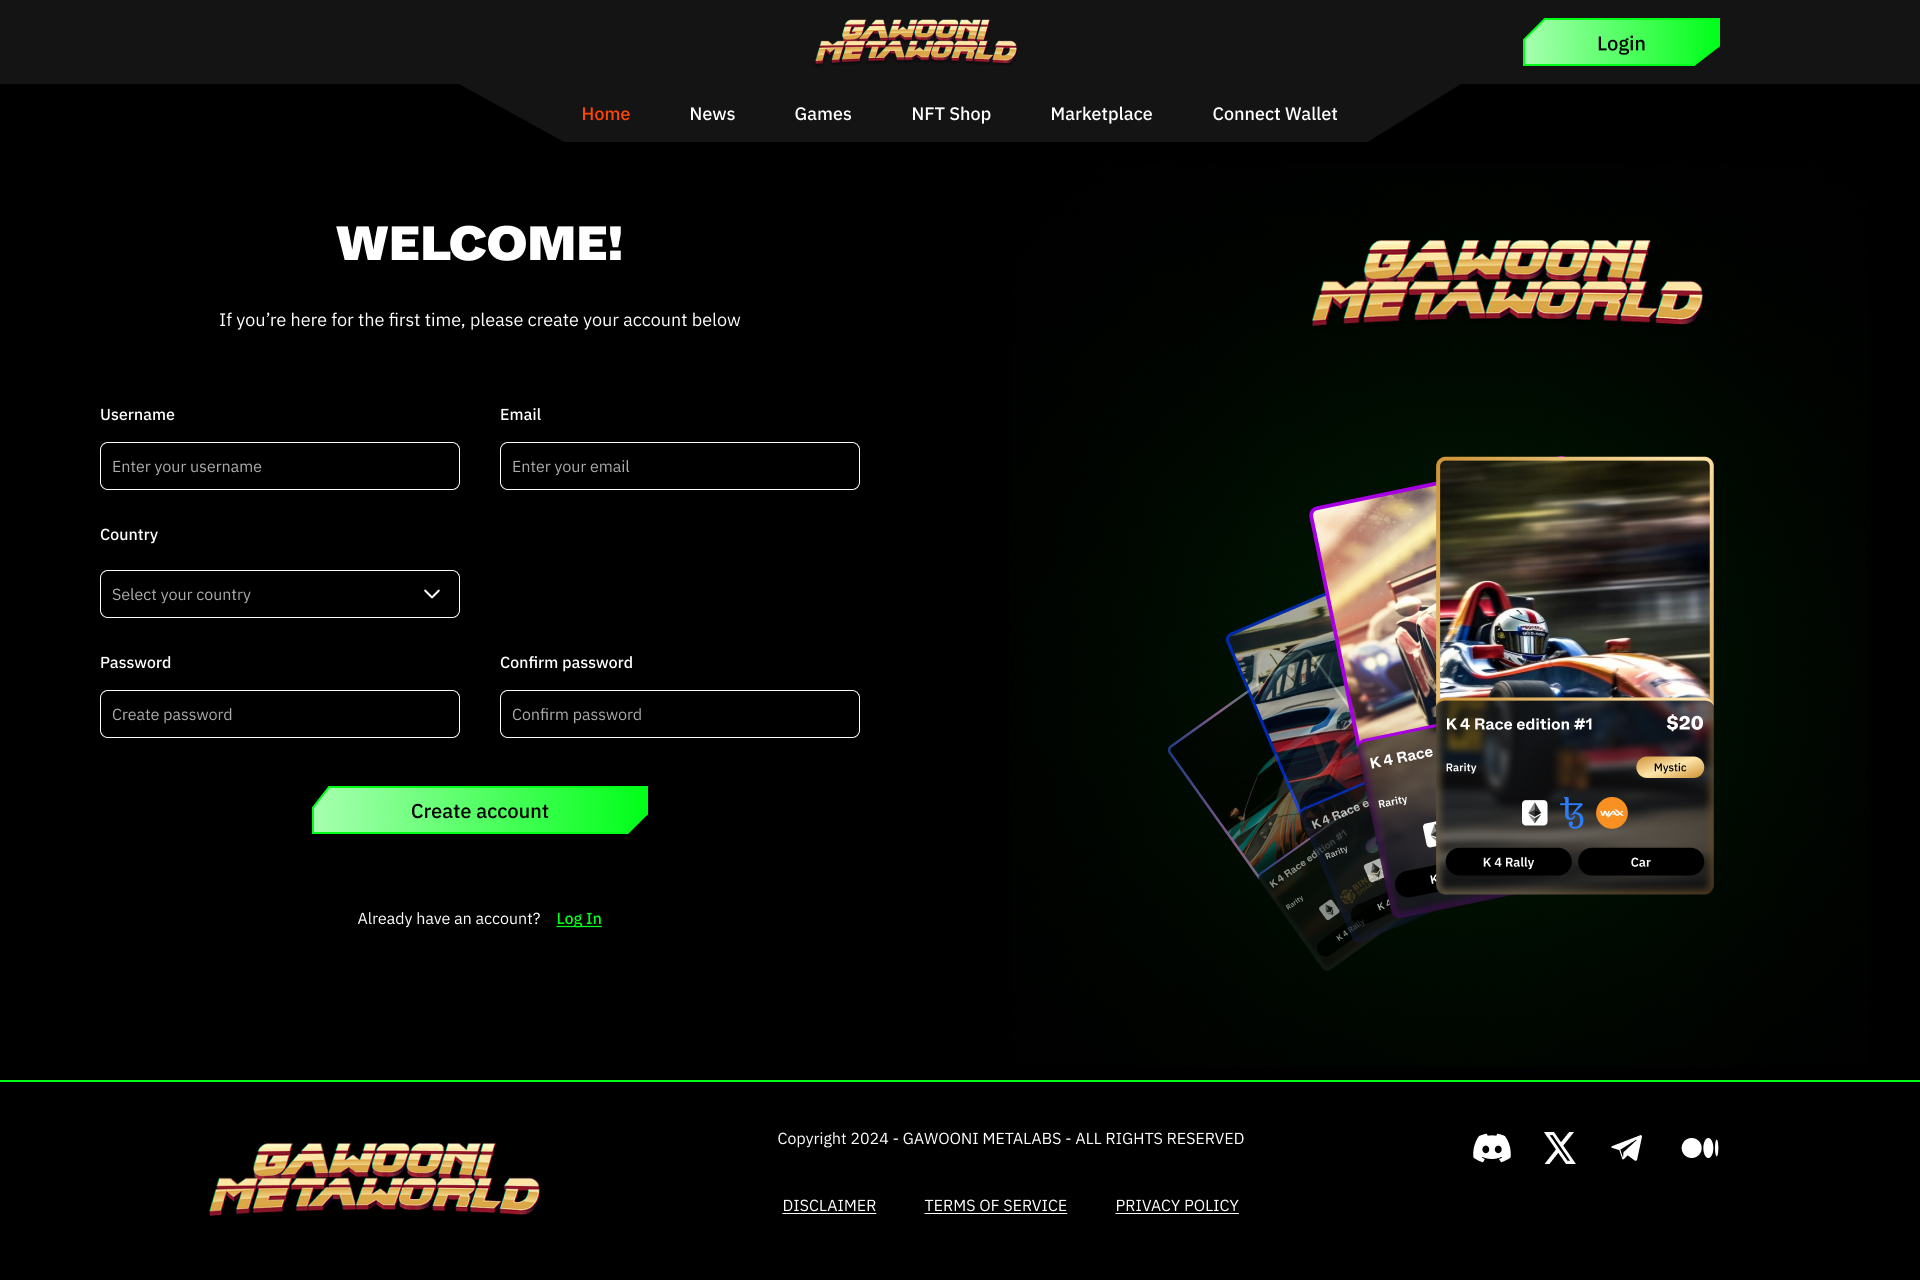 GAWOONI
METAWORLD
Login
Home News Games NFT Shop Marketplace Connect Wallet
WELCOME!
If you’re here for the first time, please create your account below
Username
Email
Enter your username
Enter your email
Country
Select your country
Password
Confirm password
Create password
Confirm password
Create account
Already have an account? Log In
GAWOONI
METAWORLD
K 4 Race edition #1 $20
Rarity Mystic
WAX
K 4 Rally Car
K 4 Race
Rarity
K
K 4 Race e
Rarity
K 4
K 4 Race edition #1
Rarity
K 4 Rally
GAWOONI
METAWORLD
Copyright 2024 - GAWOONI METALABS - ALL RIGHTS RESERVED
DISCLAIMER TERMS OF SERVICE PRIVACY POLICY